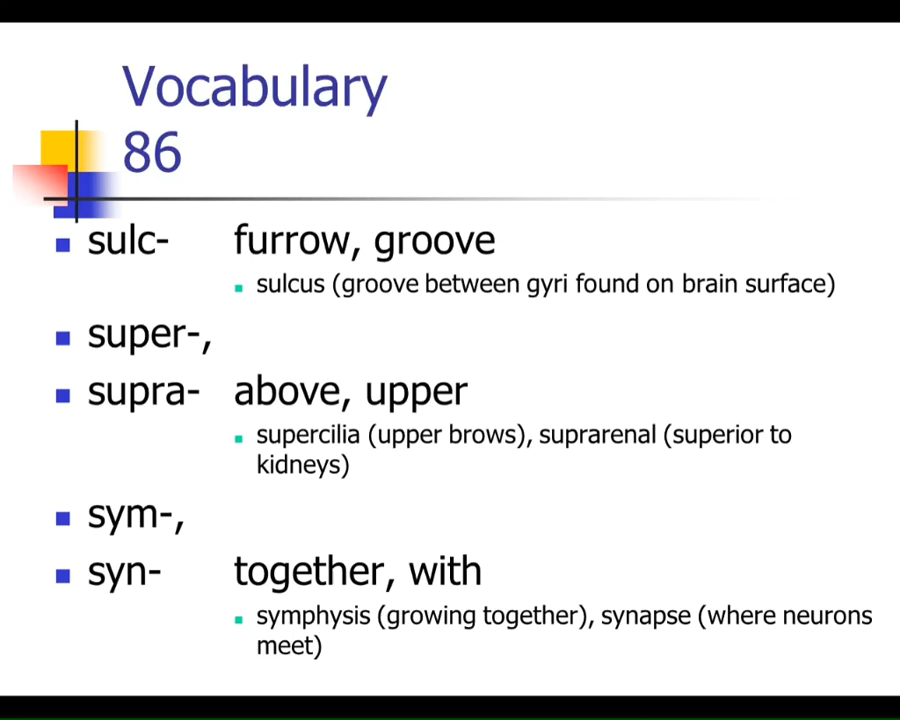 Vocabulary
86
sulc- furrow, groove
sulcus (groove between gyri found on brain surface)
super-,
supra- above, upper
supercilia (upper brows), suprarenal (superior to
kidneys)
sym-,
syn- together, with
symphysis (growing together), synapse (where neurons
meet)